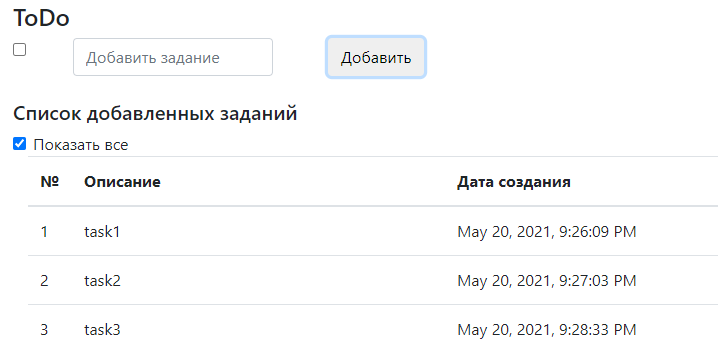 ToDo
Добавить задание Добавить
Список добавленных заданий
Показать все
№ Описание Дата создания
1 task1 May 20, 2021, 9:26:09 PM
2 task2 May 20, 2021, 9:27:03 PM
3 task3 May 20, 2021, 9:28:33 PM